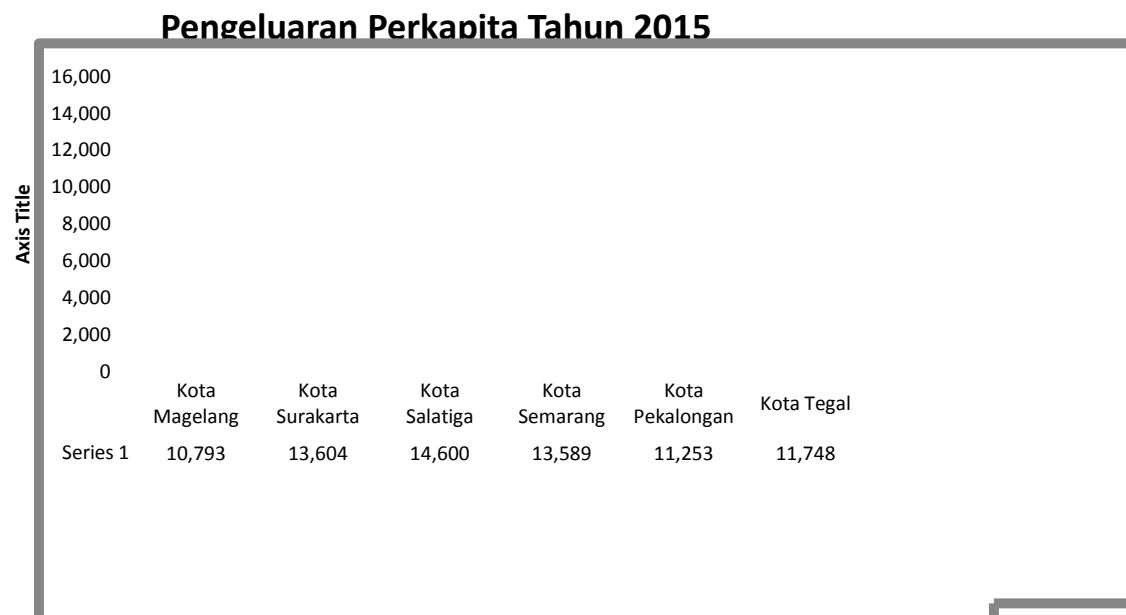 Pengeluaran Perkapita Tahun 2015
Axis Title
16,000
14,000
12,000
10,000
8,000
6,000
4,000
2,000
0
Kota Magelang
Kota Surakarta
Kota Salatiga
Kota Semarang
Kota Pekalongan
Kota Tegal
Series 1 10,793 13,604 14,600 13,589 11,253 11,748